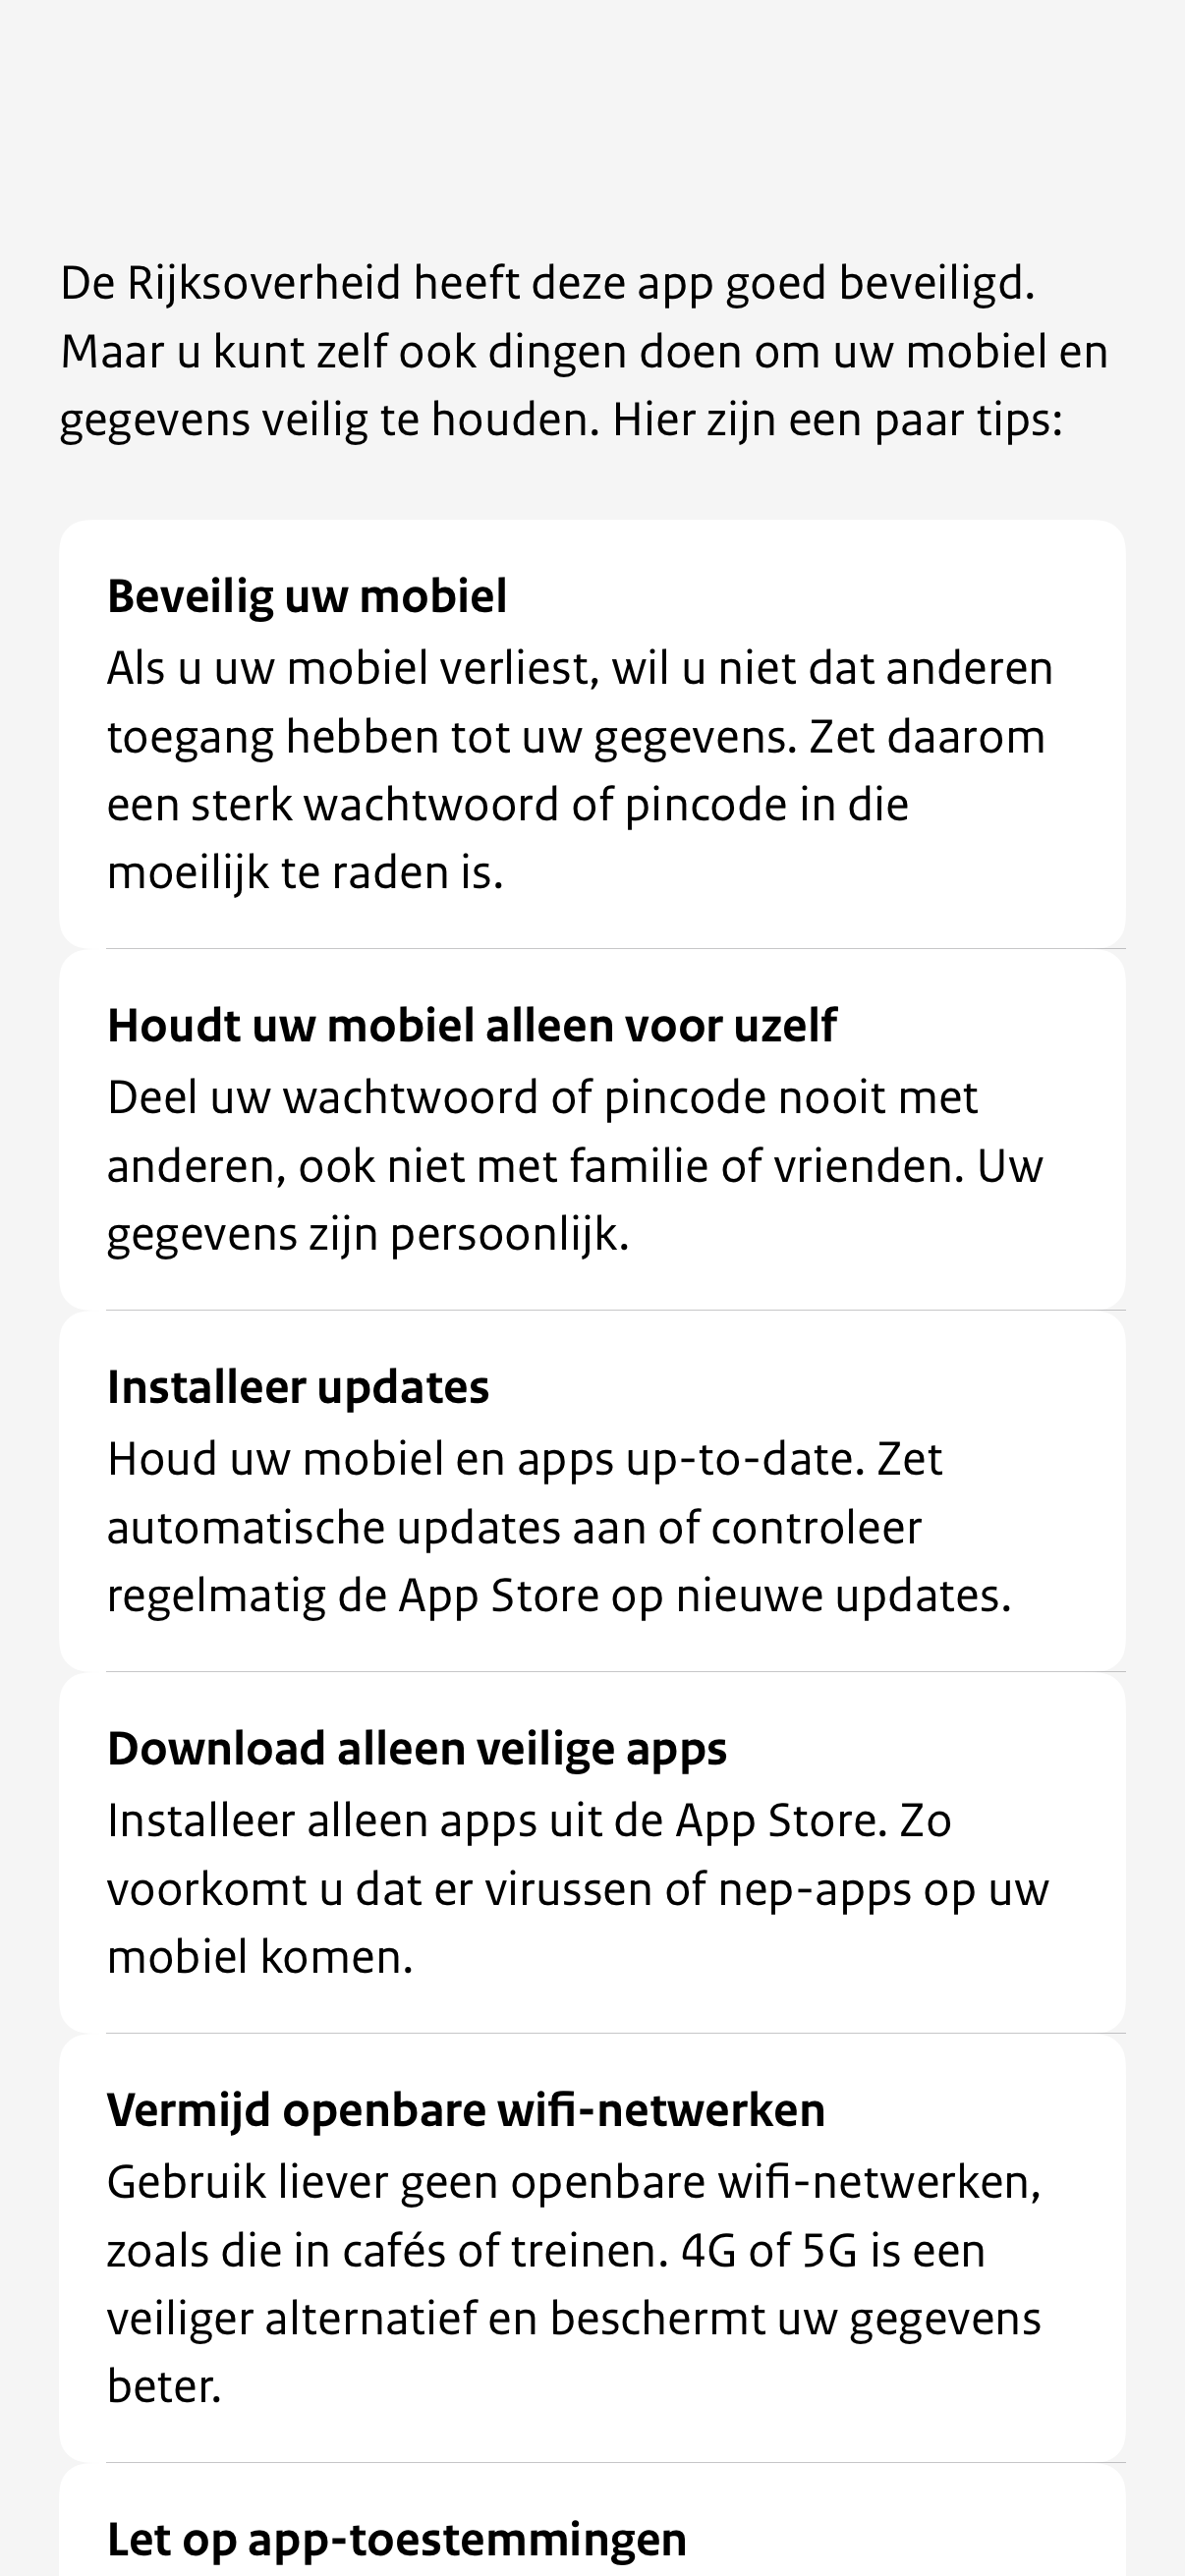 De Rijksoverheid heeft deze app goed beveiligd.
Maar u kunt zelf ook dingen doen om uw mobiel en
gegevens veilig te houden. Hier zijn een paar tips:
Beveilig uw mobiel
Als u uw mobiel verliest, wil u niet dat anderen
toegang hebben tot uw gegevens. Zet daarom
een sterk wachtwoord of pincode in die
moeilijk te raden is.
Houdt uw mobiel alleen voor uzelf
Deel uw wachtwoord of pincode nooit met
anderen, ook niet met familie of vrienden. Uw
gegevens zijn persoonlijk.
Installeer updates
Houd uw mobiel en apps up-to-date. Zet
automatische updates aan of controleer
regelmatig de App Store op nieuwe updates.
Download alleen veilige apps
Installeer alleen apps uit de App Store. Zo
voorkomt u dat er virussen of nep-apps op uw
mobiel komen.
Vermijd openbare wifi-netwerken
Gebruik liever geen openbare wifi-netwerken,
zoals die in cafés of treinen. 4G of 5G is een
veiliger alternatief en beschermt uw gegevens
beter.
Let op app-toestemmingen